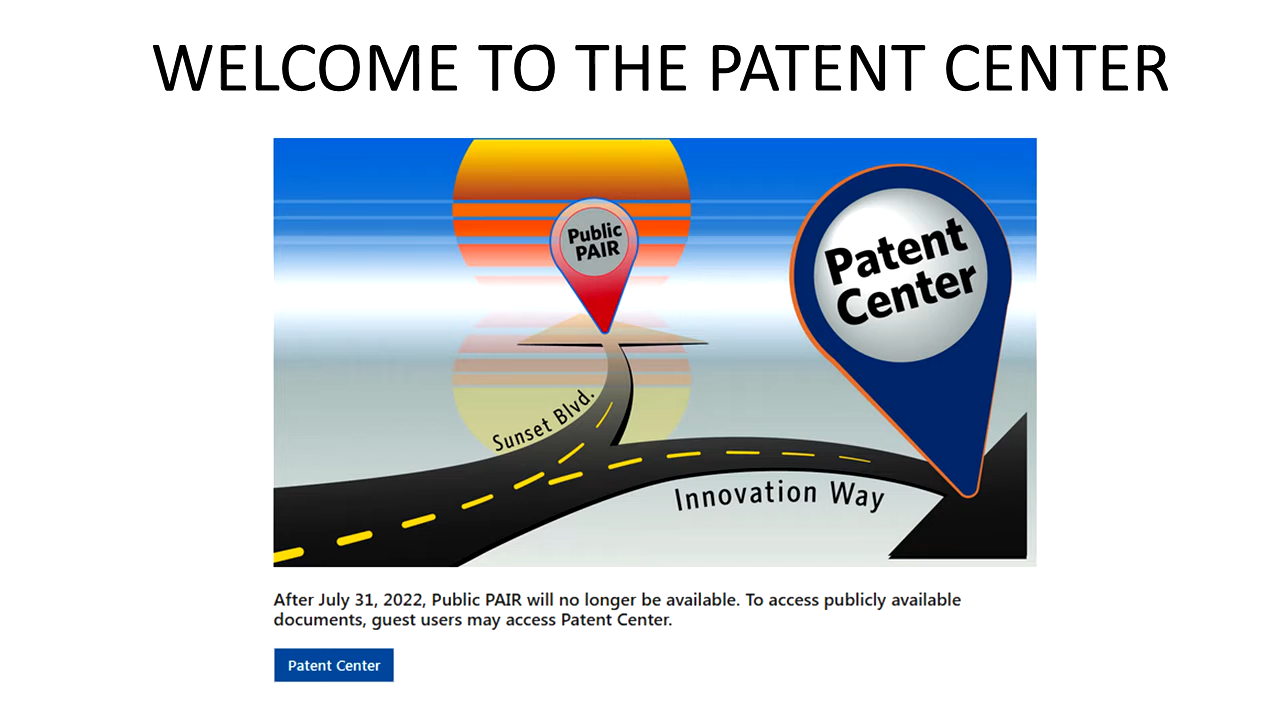 WELCOME TO THE PATENT CENTER
Public
PAIR
Patent
Center
Sunset Blvd.
Innovation Way
After July 31, 2022, Public PAIR will no longer be available. To access publicly available
documents, guest users may access Patent Center.
Patent Center